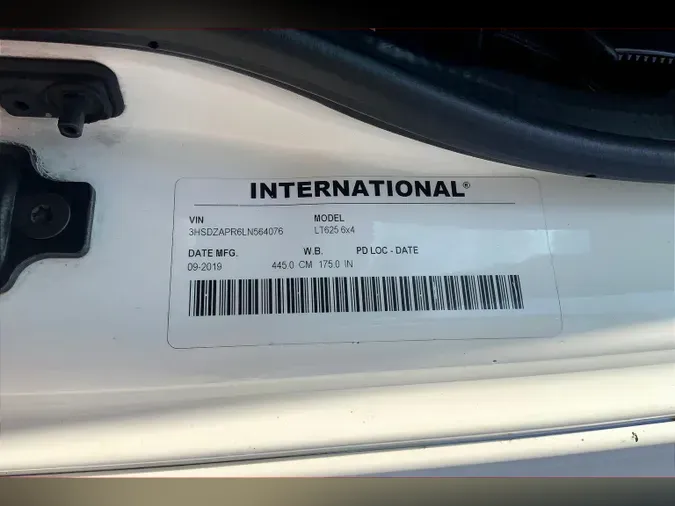 INTERNATIONAL®
VIN MODEL
3HSDZAPR6LN564076 LT625 6x4
DATE MFG. W.B. PD LOC - DATE
09-2019 445.0 CM 175.0 IN